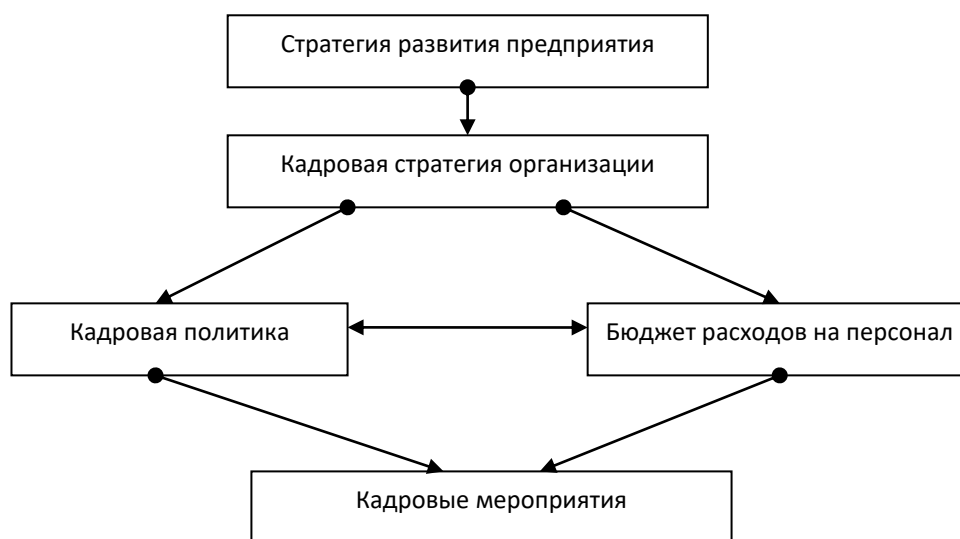 Стратегия развития предприятия
Кадровая стратегия организации
Кадровая политика
Бюджет расходов на персонал
Кадровые мероприятия